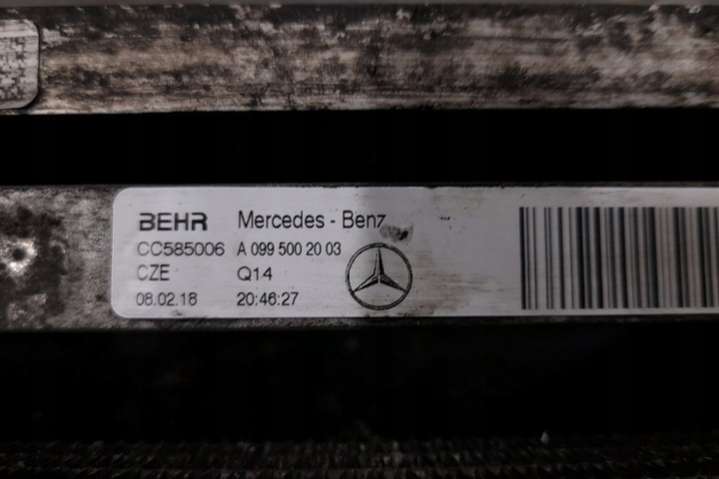 BEHR Mercedes - Benz
CC585006 A 099 500 20 03
CZE Q14
08.02.18 20:46:27